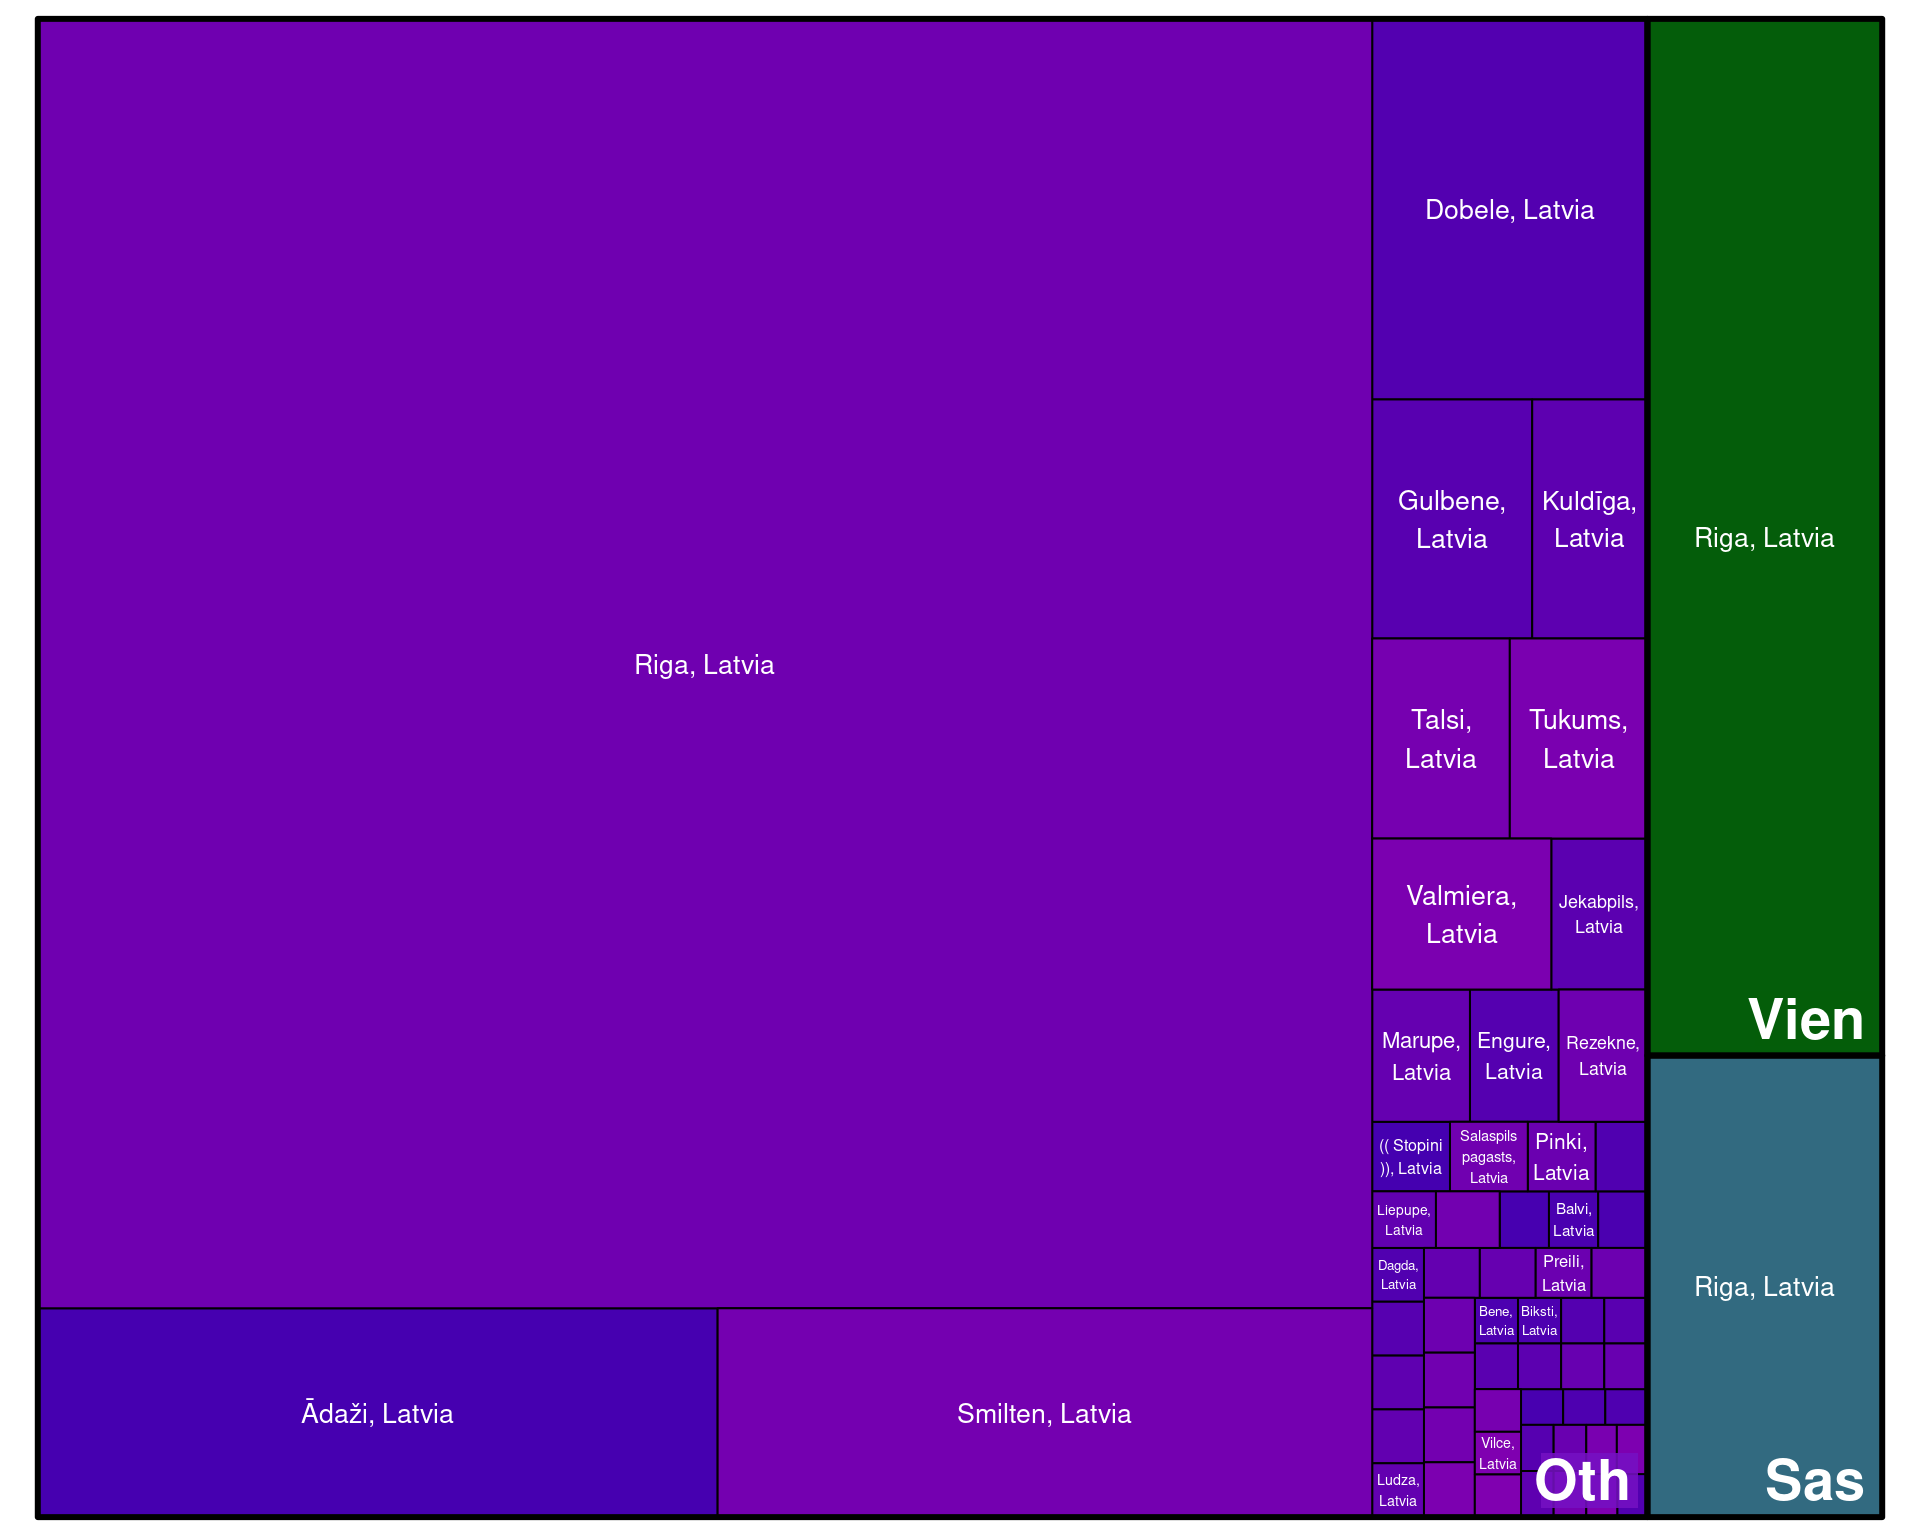 Riga, Latvia
Ādaži, Latvia
Smilten, Latvia
Dobele, Latvia
Gulbene,
Latvia
Kuldīga,
Latvia
Talsi,
Latvia
Tukums,
Latvia
Valmiera,
Latvia
Jekabpils,
Latvia
Marupe,
Latvia
Engure,
Latvia
Rezekne,
Latvia
(( Stopini
)), Latvia
Salaspils
pagasts,
Latvia
Pinki,
Latvia
Liepupe,
Latvia
Balvi,
Latvia
Dagda,
Latvia
Preili,
Latvia
Bene,
Latvia
Biksti,
Latvia
Vilce,
Latvia
Ludza,
Latvia
Oth
Riga, Latvia
Vien
Riga, Latvia
Sas